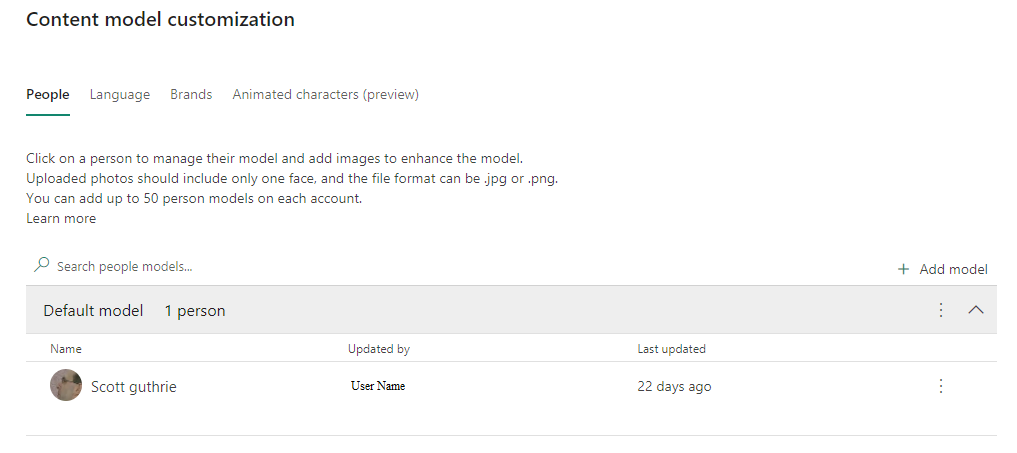 Content model customization
People Language Brands Animated characters (preview)
Click on a person to manage their model and add images to enhance the model.
Uploaded photos should include only one face, and the file format can be .jpg or .png.
You can add up to 50 person models on each account.
Learn more
Search people models...
+ Add model
Default model 1 person
Name Updated by Last updated
Scott guthrie User Name 22 days ago